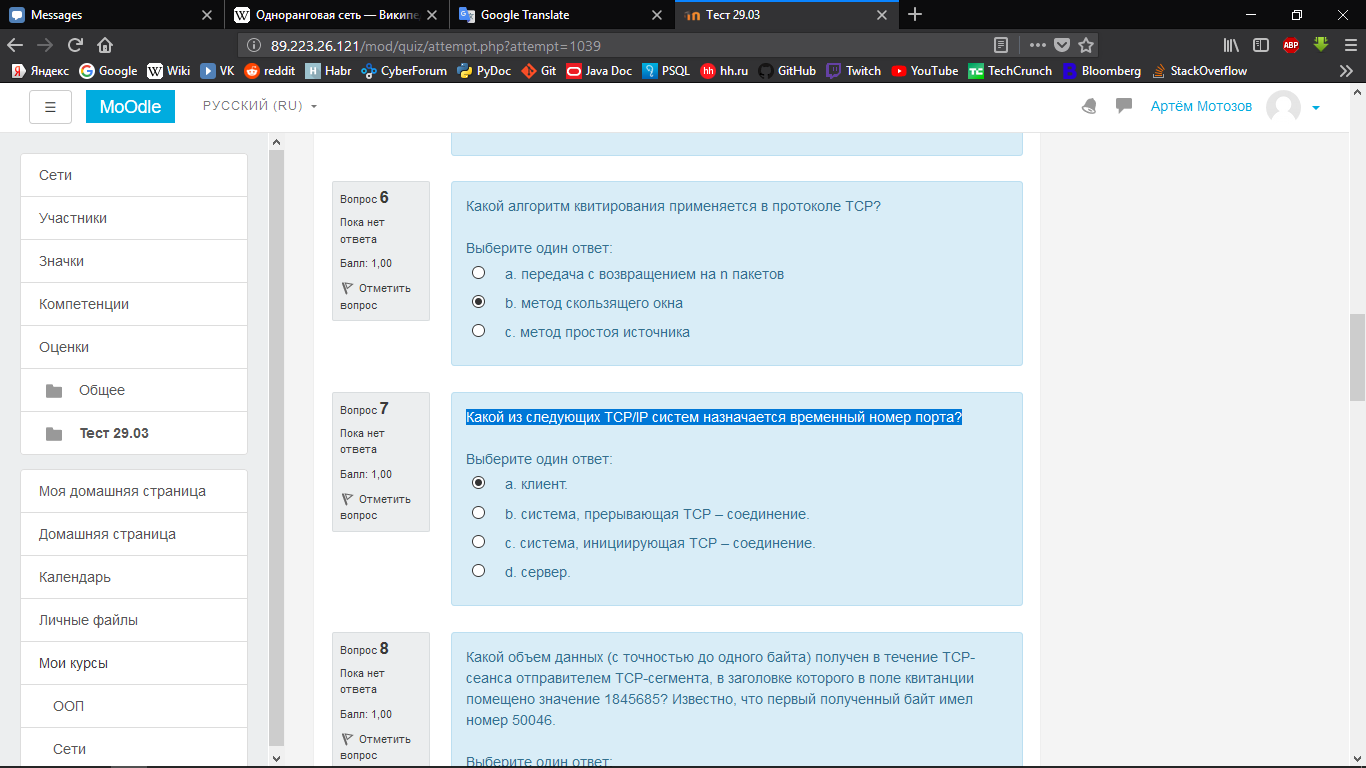 Messages
Одноранговая сеть — Википе
Google Translate
Тест 29.03
89.223.26.121/mod/quiz/attempt.php?attempt=1039
Яндекс Google Wiki VK reddit Habr CyberForum PyDoc Git Java Doc PSQL hh.ru GitHub Twitch YouTube TechCrunch Bloomberg StackOverflow
MoOdle
РУССКИЙ (RU)
Артём Мотозов
Сети
Участники
Значки
Компетенции
Оценки
Общее
Тест 29.03
Моя домашняя страница
Домашняя страница
Календарь
Личные файлы
Мои курсы
ООП
Сети
Вопрос 6
Пока нет
ответа
Балл: 1,00
Отметить
вопрос
Какой алгоритм квитирования применяется в протоколе TCP?
Выберите один ответ:
a. передача с возвращением на n пакетов
b. метод скользящего окна
c. метод простоя источника
Вопрос 7
Пока нет
ответа
Балл: 1,00
Отметить
вопрос
Какой из следующих TCP/IP систем назначается временный номер порта?
Выберите один ответ:
a. клиент.
b. система, прерывающая TCP – соединение.
c. система, инициирующая TCP – соединение.
d. сервер.
Вопрос 8
Пока нет
ответа
Балл: 1,00
Отметить
вопрос
Какой объем данных (с точностью до одного байта) получен в течение TCP-
сеанса отправителем TCP-сегмента, в заголовке которого в поле квитанции
помещено значение 1845685? Известно, что первый полученный байт имел
номер 50046.
Выберите один ответ: